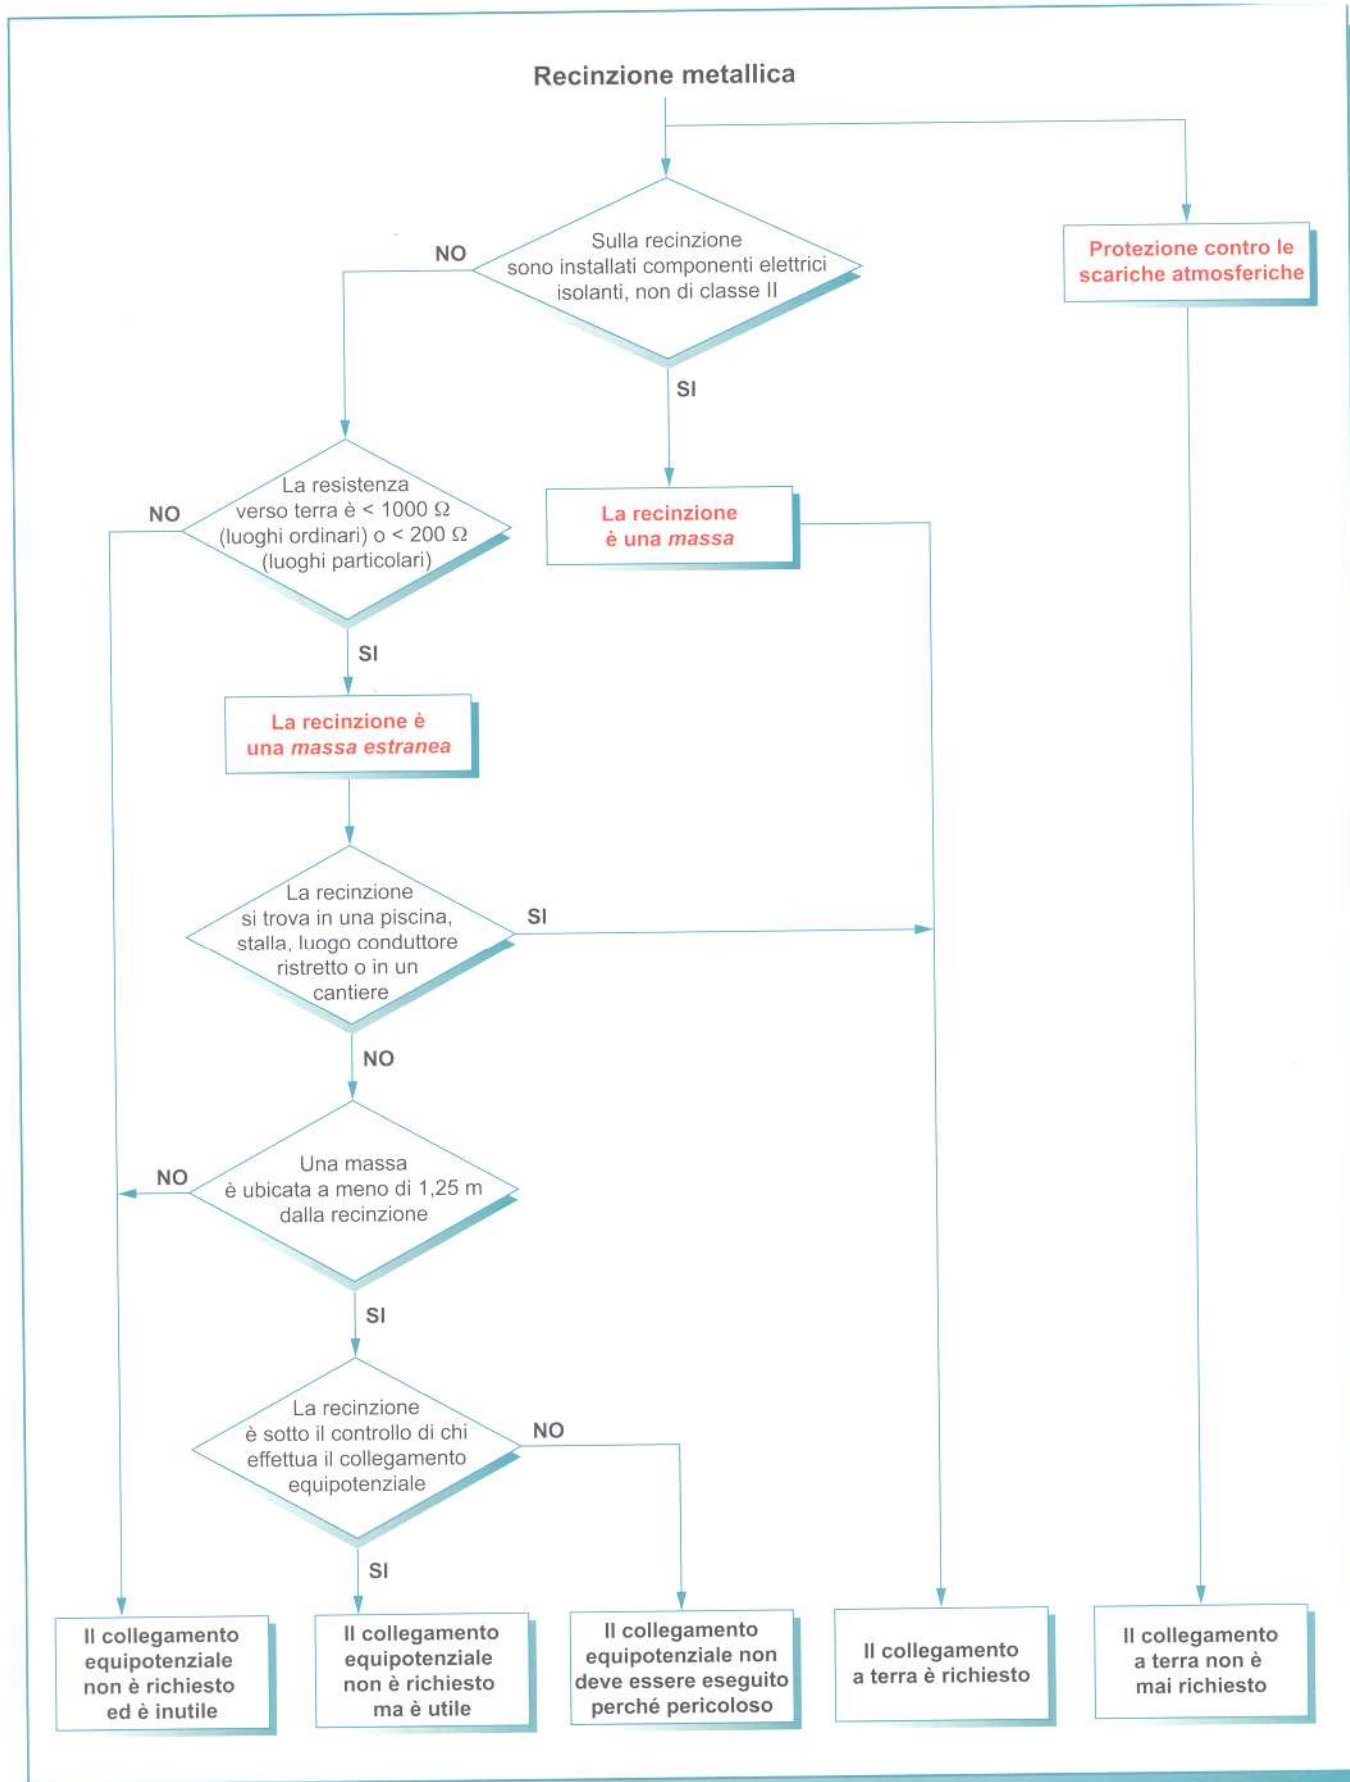 Recinzione metallica
Sulla recinzione
sono installati componenti elettrici
isolanti, non di classe II
NO
SI
Protezione contro le
scariche atmosferiche
La resistenza
verso terra è < 1000 Ω
(luoghi ordinari) o < 200 Ω
(luoghi particolari)
NO
SI
La recinzione
è una massa
La recinzione è
una massa estranea
La recinzione
si trova in una piscina,
stalla, luogo conduttore
ristretto o in un
cantiere
SI
NO
Una massa
è ubicata a meno di 1,25 m
dalla recinzione
NO
SI
La recinzione
è sotto il controllo di chi
effettua il collegamento
equipotenziale
NO
SI
Il collegamento
equipotenziale
non è richiesto
ed è inutile
Il collegamento
equipotenziale
non è richiesto
ma è utile
Il collegamento
equipotenziale non
deve essere eseguito
perché pericoloso
Il collegamento
a terra è richiesto
Il collegamento
a terra non è
mai richiesto